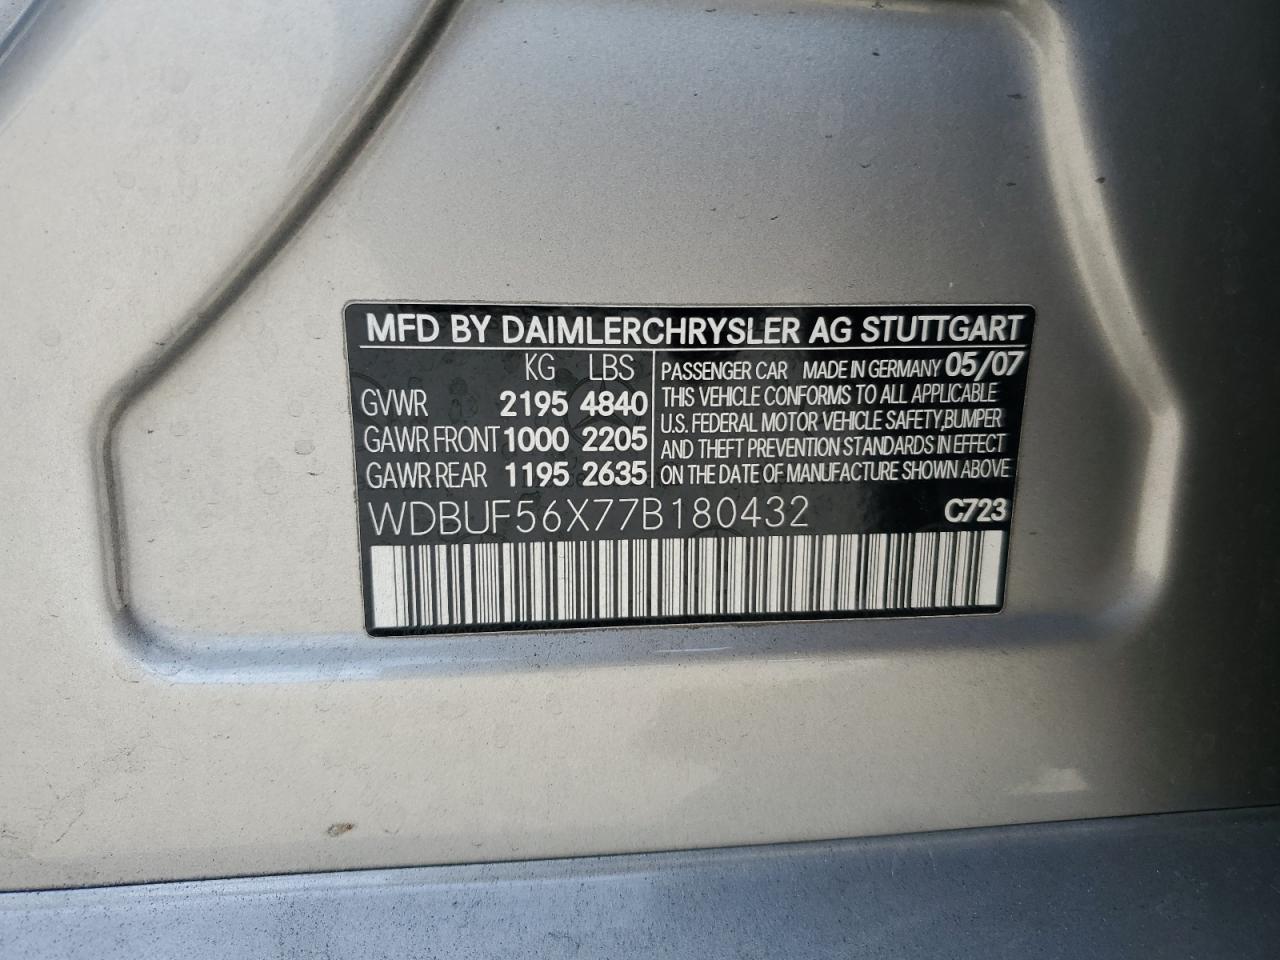 MFD BY DAIMLERCHRYSLER AG STUTTGART
KG LBS
GVWR 2195 4840
GAWR FRONT 1000 2205
GAWR REAR 1195 2635
PASSENGER CAR MADE IN GERMANY 05/07
THIS VEHICLE CONFORMS TO ALL APPLICABLE
U.S. FEDERAL MOTOR VEHICLE SAFETY, BUMPER
AND THEFT PREVENTION STANDARDS IN EFFECT
ON THE DATE OF MANUFACTURE SHOWN ABOVE
WDBUF56X77B180432 C723